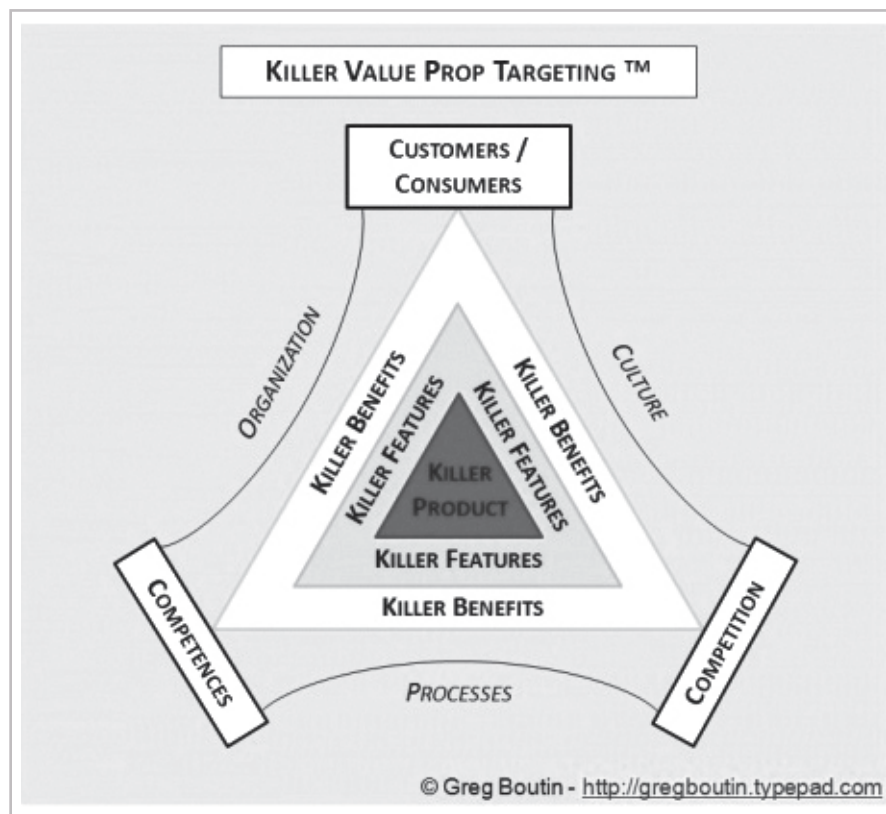 KILLER VALUE PROP TARGETING ™
CUSTOMERS /
CONSUMERS
ORGANIZATION
CULTURE
KILLER BENEFITS
KILLER BENEFITS
KILLER FEATURES
KILLER FEATURES
KILLER
PRODUCT
KILLER FEATURES
KILLER BENEFITS
COMPETENCES
COMPETITION
PROCESSES
© Greg Boutin - http://gregboutin.typepad.com